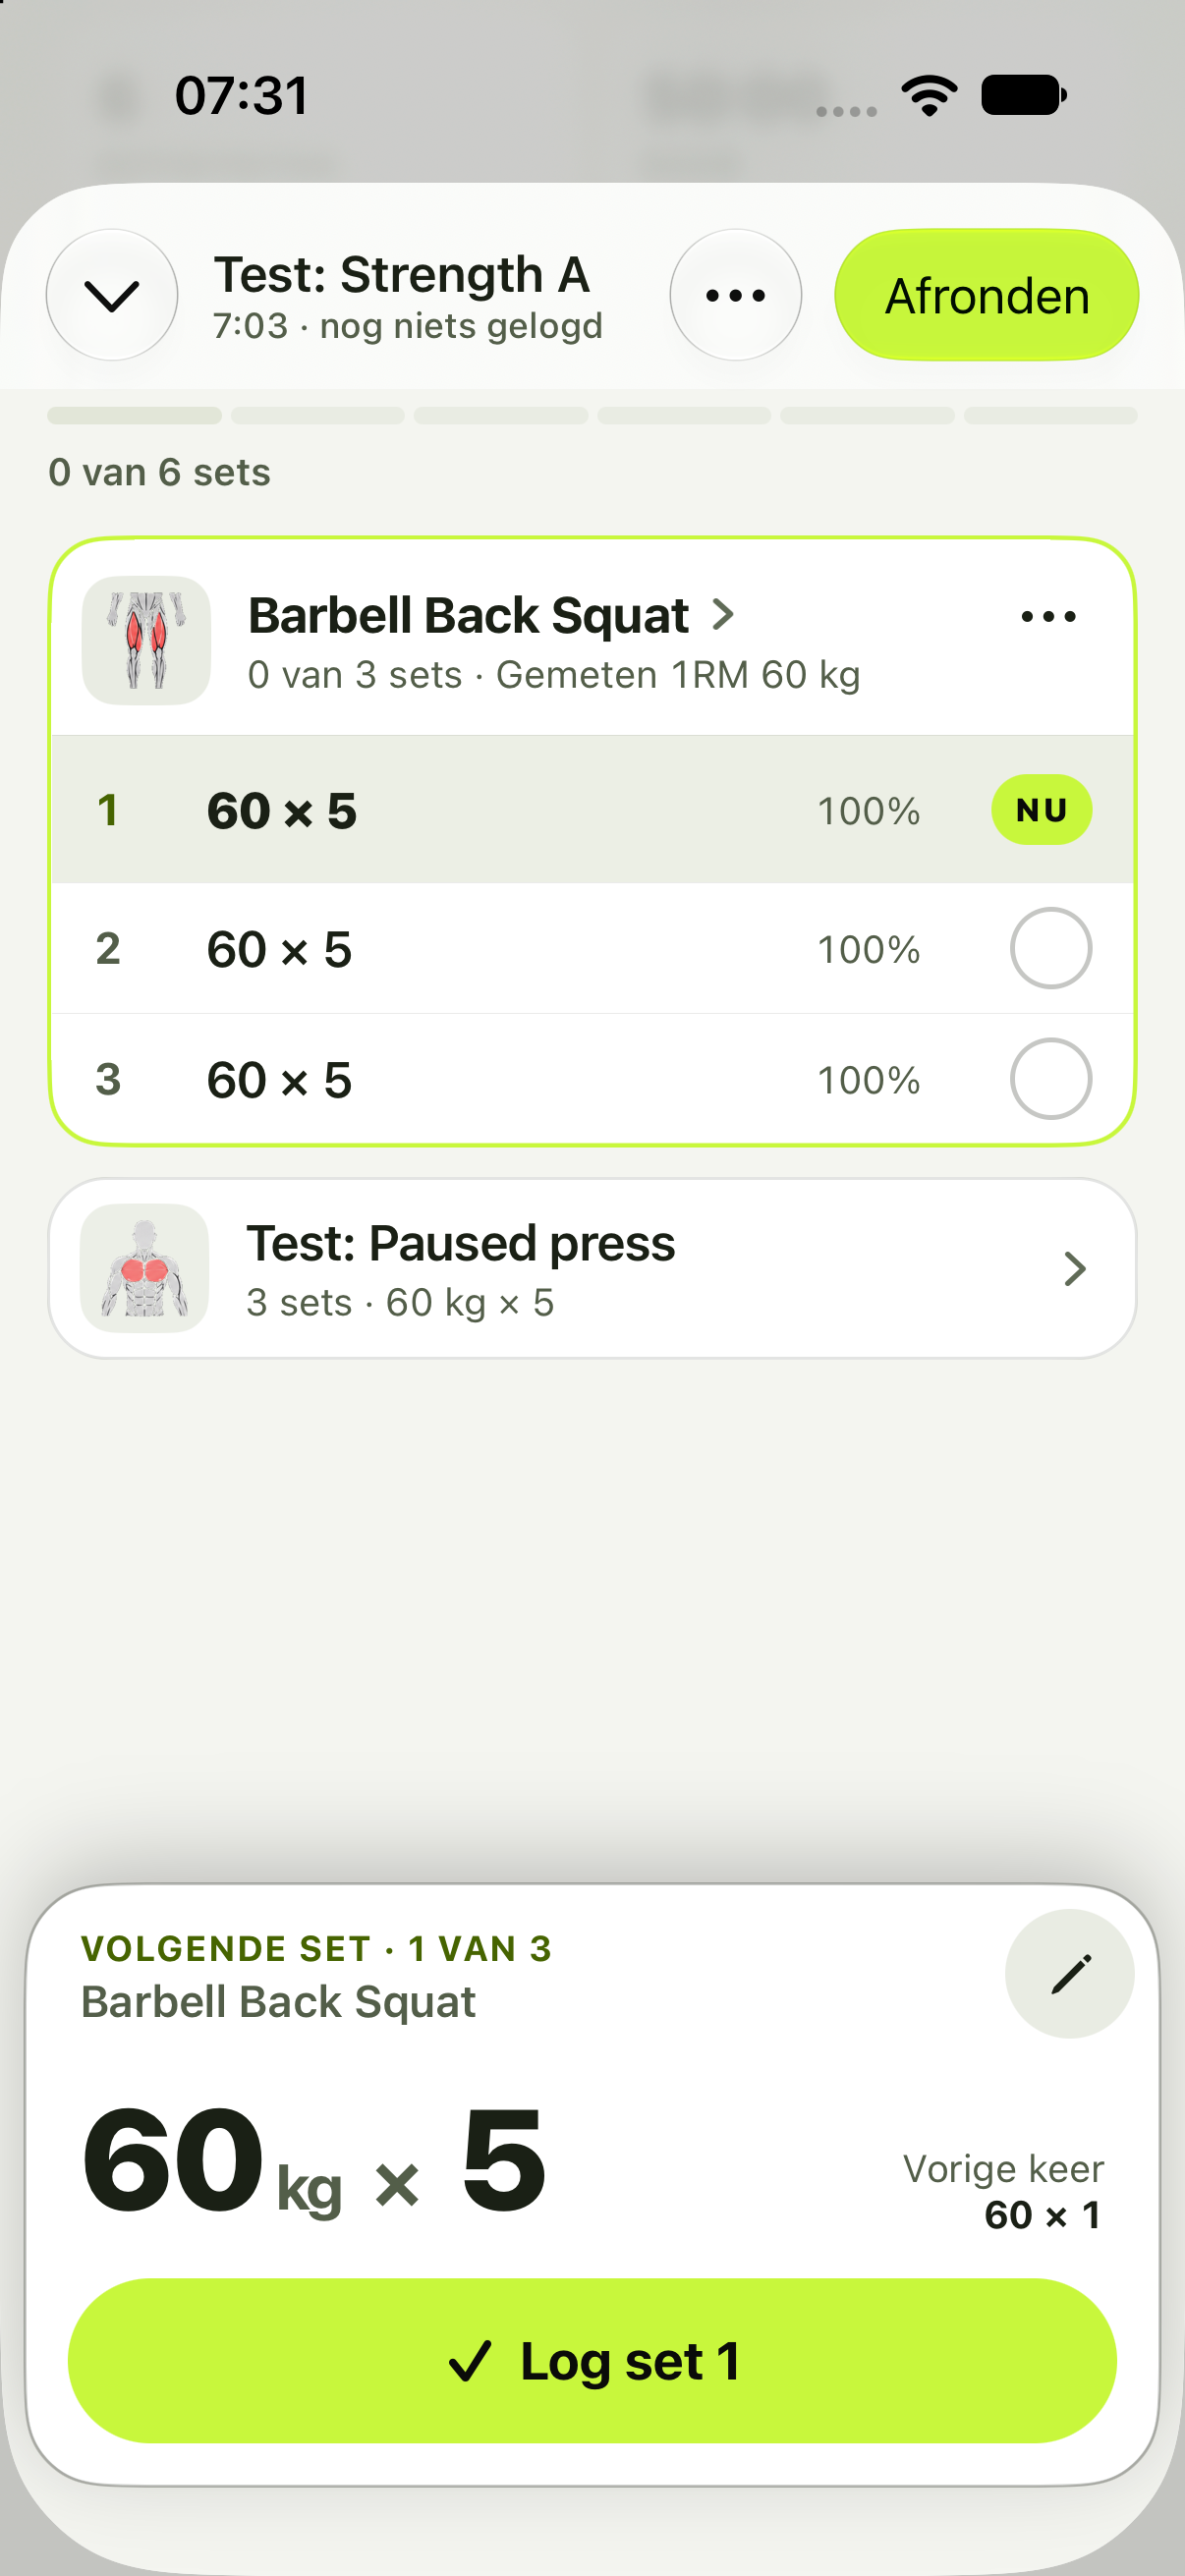 07:31
Test: Strength A
7:03 · nog niets gelogd
Afronden
0 van 6 sets
Barbell Back Squat
0 van 3 sets · Gemeten 1RM 60 kg
1 60 × 5 100% NU
2 60 × 5 100%
3 60 × 5 100%
Test: Paused press
3 sets · 60 kg × 5
VOLGENDE SET · 1 VAN 3
Barbell Back Squat
60 kg × 5
Vorige keer
60 × 1
Log set 1